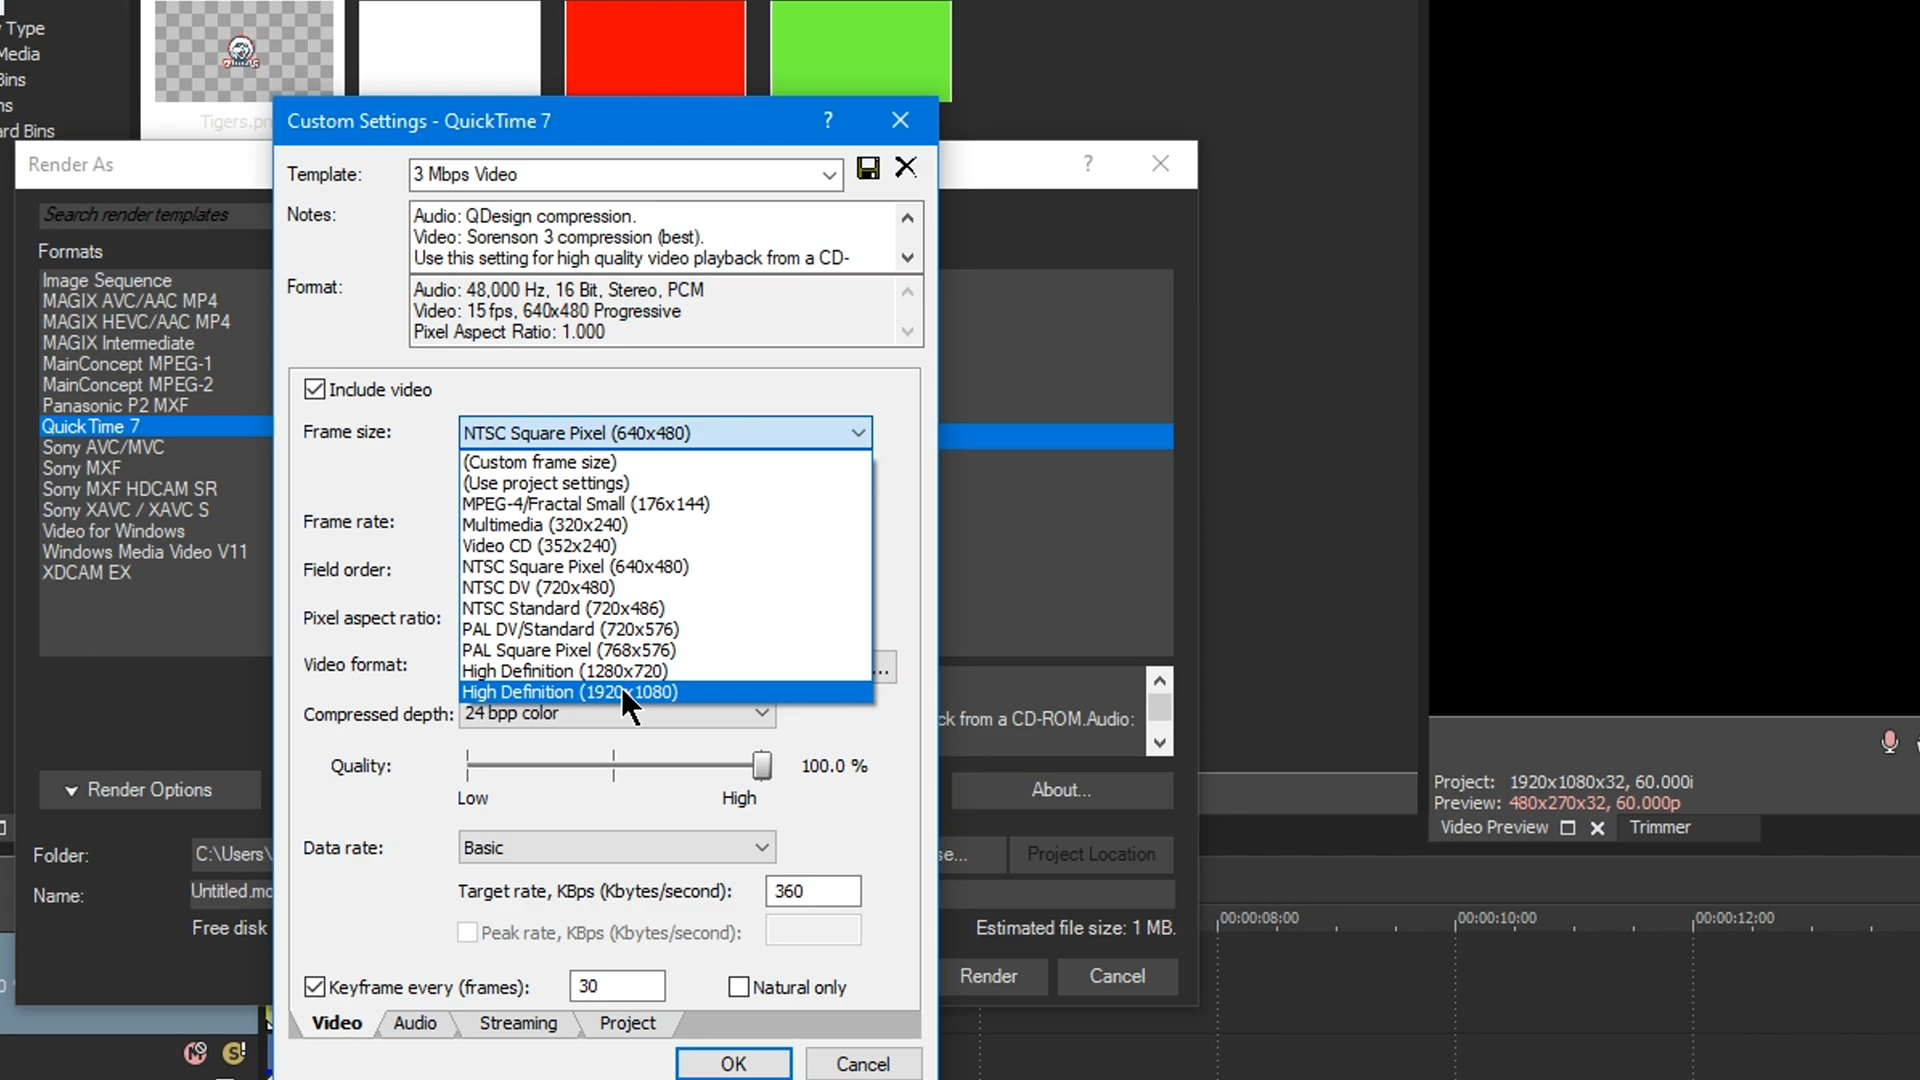 Type
Media
Bins
ns
ard Bins
Tigers.pn
Render As
Search render templates
Formats
Image Sequence
MAGIX AVC/AAC MP4
MAGIX HEVC/AAC MP4
MAGIX Intermediate
MainConcept MPEG-1
MainConcept MPEG-2
Panasonic P2 MXF
QuickTime 7
Sony AVC/MVC
Sony MXF
Sony MXF HDCAM SR
Sony XAVC / XAVC S
Video for Windows
Windows Media Video V11
XDCAM EX
Render Options
Folder:
C:\Users\
Name:
Untitled.mo
Free disk
Custom Settings - QuickTime 7
?
Template:
3 Mbps Video
Notes:
Audio: QDesign compression.
Video: Sorenson 3 compression (best).
Use this setting for high quality video playback from a CD-
Format:
Audio: 48,000 Hz, 16 Bit, Stereo, PCM
Video: 15 fps, 640x480 Progressive
Pixel Aspect Ratio: 1.000
Include video
Frame size:
NTSC Square Pixel (640x480)
(Custom frame size)
(Use project settings)
MPEG-4/Fractal Small (176x144)
Multimedia (320x240)
Video CD (352x240)
NTSC Square Pixel (640x480)
NTSC DV (720x480)
NTSC Standard (720x486)
PAL DV/Standard (720x576)
PAL Square Pixel (768x576)
High Definition (1280x720)
High Definition (1920x1080)
Frame rate:
Field order:
Pixel aspect ratio:
Video format:
...
Compressed depth:
24 bpp color
Quality:
100.0 %
Low
High
Data rate:
Basic
Target rate, KBps (Kbytes/second):
360
Peak rate, KBps (Kbytes/second):
Keyframe every (frames):
30
Natural only
Video
Audio
Streaming
Project
OK
Cancel
?
ck from a CD-ROM.Audio:
About...
se...
Project Location
Estimated file size: 1 MB.
Render
Cancel
Project: 1920x1080x32, 60.000i
Preview: 480x270x32, 60.000p
Video Preview
Trimmer
00:00:08:00
00:00:10:00
00:00:12:00